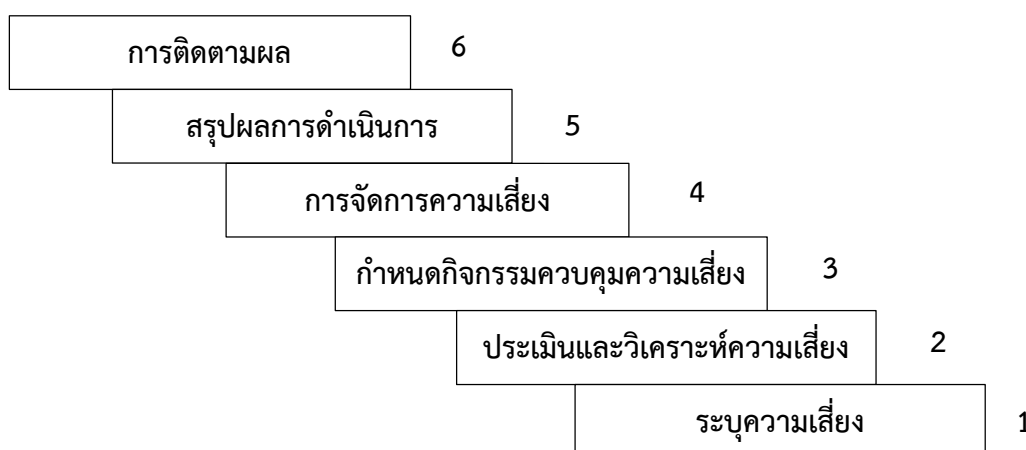 การติดตามผล 6
สรุปผลการดำเนินการ 5
การจัดการความเสี่ยง 4
กำหนดกิจกรรมควบคุมความเสี่ยง 3
ประเมินและวิเคราะห์ความเสี่ยง 2
ระบุความเสี่ยง 1